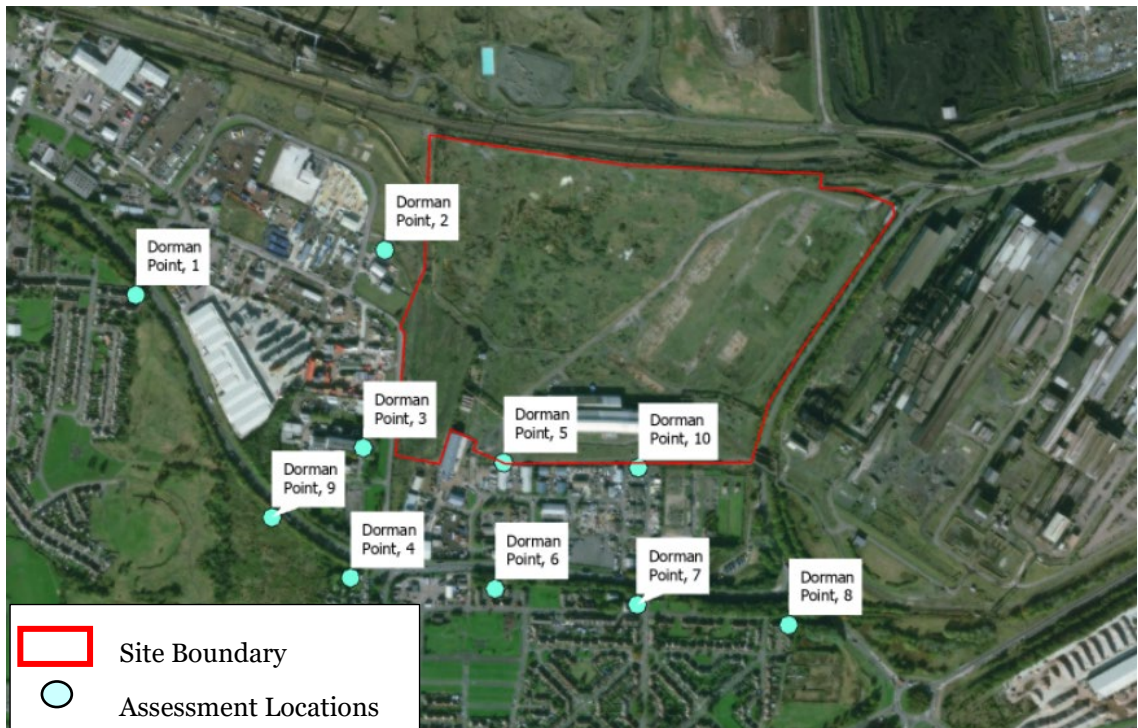 Dorman
Point, 2
Dorman
Point, 1
Dorman
Point, 3
Dorman
Point, 5
Dorman
Point, 10
Dorman
Point, 9
Dorman
Point, 4
Dorman
Point, 6
Dorman
Point, 7
Dorman
Point, 8
Site Boundary
Assessment Locations